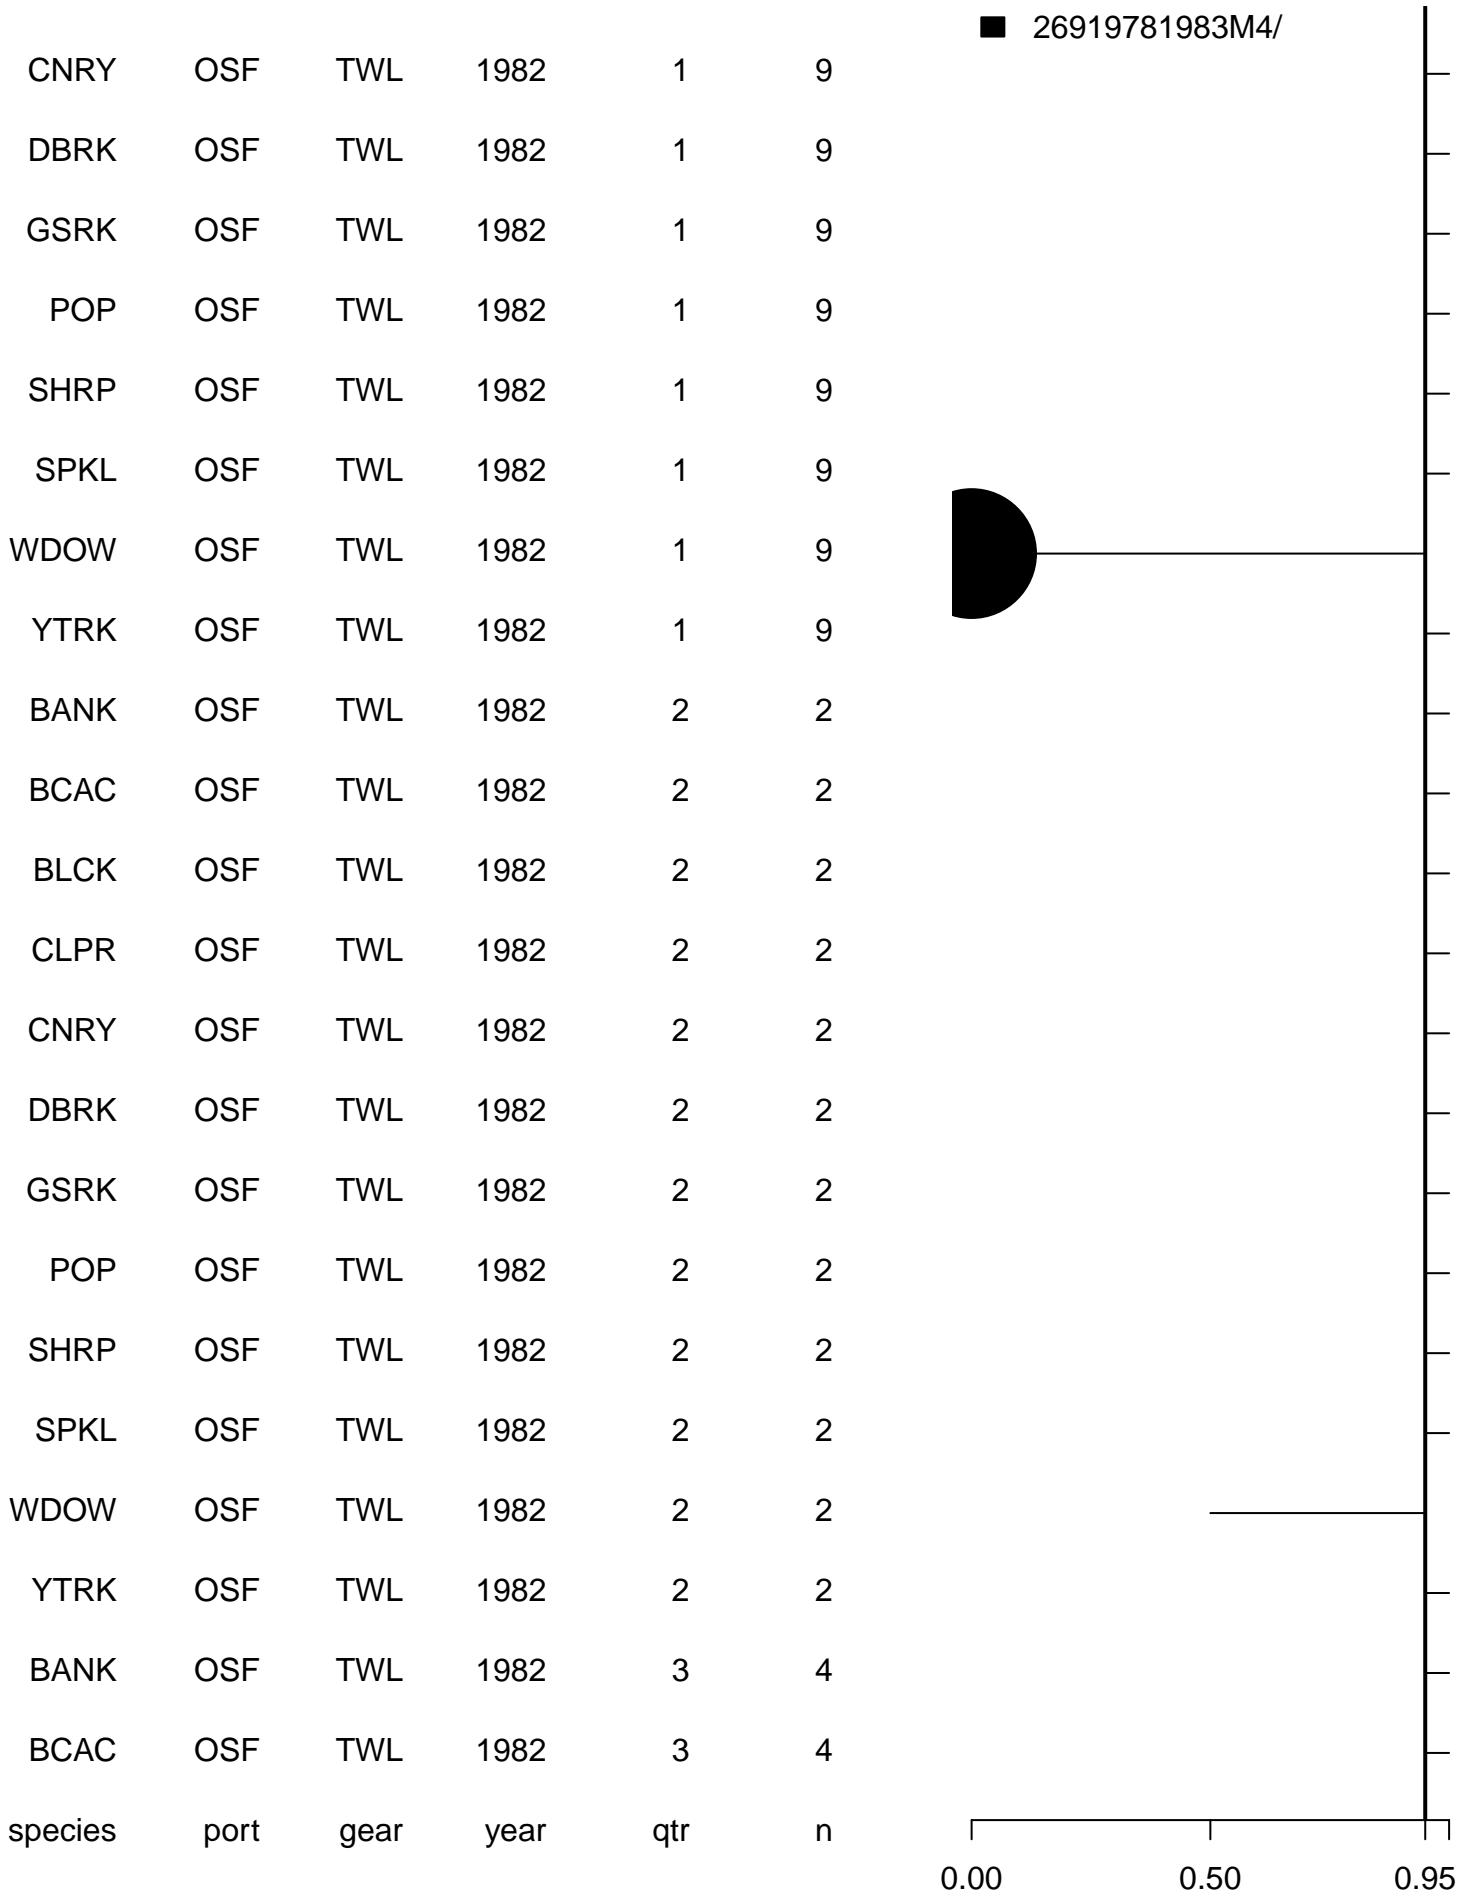 26919781983M4/
CNRY OSF TWL 1982 1 9
DBRK OSF TWL 1982 1 9
GSRK OSF TWL 1982 1 9
POP OSF TWL 1982 1 9
SHRP OSF TWL 1982 1 9
SPKL OSF TWL 1982 1 9
WDOW OSF TWL 1982 1 9
YTRK OSF TWL 1982 1 9
BANK OSF TWL 1982 2 2
BCAC OSF TWL 1982 2 2
BLCK OSF TWL 1982 2 2
CLPR OSF TWL 1982 2 2
CNRY OSF TWL 1982 2 2
DBRK OSF TWL 1982 2 2
GSRK OSF TWL 1982 2 2
POP OSF TWL 1982 2 2
SHRP OSF TWL 1982 2 2
SPKL OSF TWL 1982 2 2
WDOW OSF TWL 1982 2 2
YTRK OSF TWL 1982 2 2
BANK OSF TWL 1982 3 4
BCAC OSF TWL 1982 3 4
species port gear year qtr n
0.00 0.50 0.95